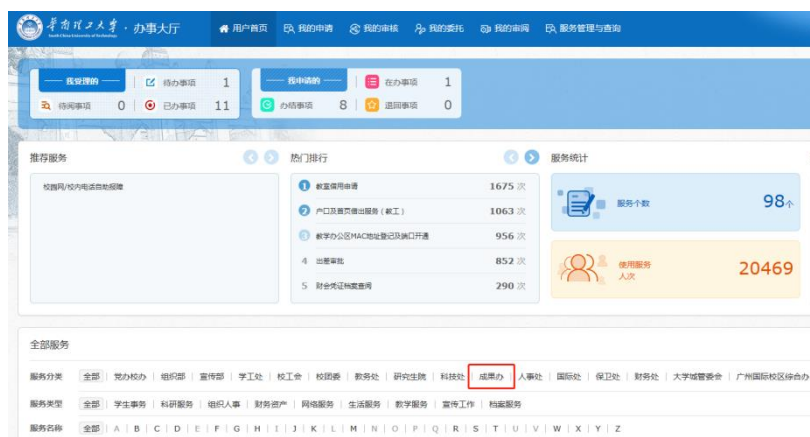 華南理工大學 · 办事大厅
South China University of Technology
用户首页 我的申请 我的审核 我的委托 我的审阅 服务管理与查询
我受理的 待办事项 1 我申请的 在办事项 1
待阅事项 0 已办事项 11 办结事项 8 退回事项 0
推荐服务 热门排行 服务统计
校园网/校内电话自助报障
1 教室借用申请 1675 次
2 户口及首页借出服务（教工） 1063 次
3 教学办公区MAC地址登记及端口开通 956 次
4 出差审批 852 次
5 财会凭证档案查阅 290 次
服务个数 98个
使用服务人次 20469
全部服务
服务分类 全部 党办校办 组织部 宣传部 学工处 校工会 校团委 教务处 研究生院 科技处 成果办 人事处 国际处 保卫处 财务处 大学城管委会 广州国际校区综合办
服务类型 全部 学生事务 科研服务 组织人事 财务资产 网络服务 生活服务 教学服务 宣传工作 档案服务
服务名称 全部 A B C D E F G H I J K L M N O P Q R S T U V W X Y Z